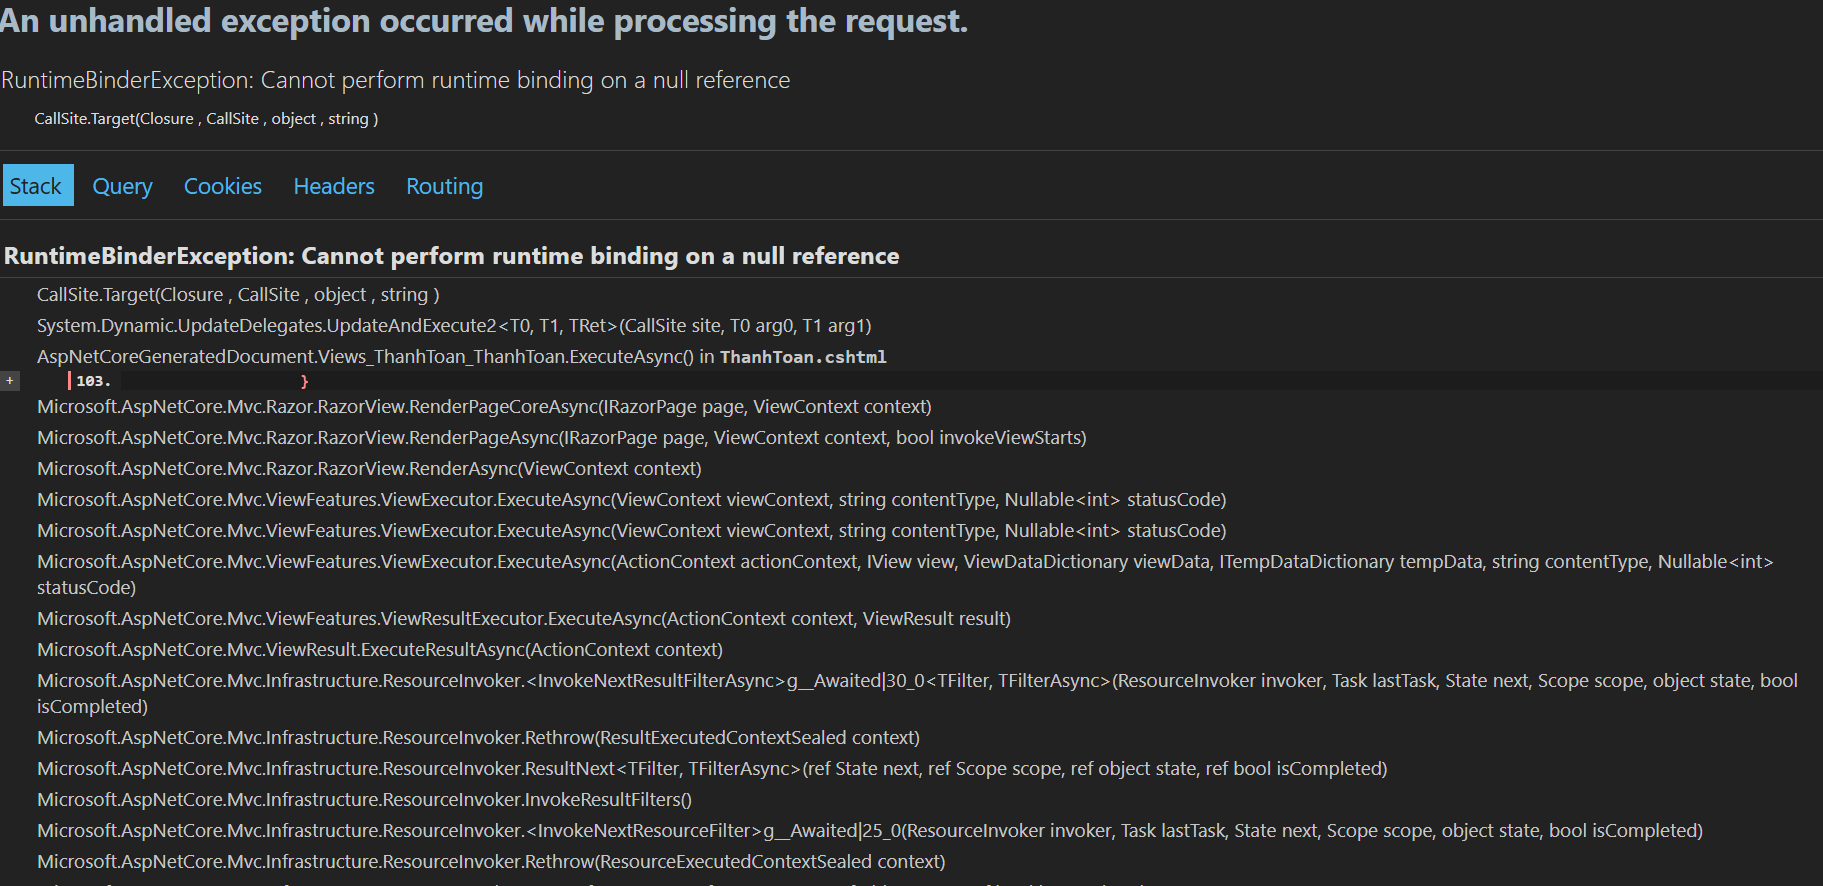 An unhandled exception occurred while processing the request.
RuntimeBinderException: Cannot perform runtime binding on a null reference
CallSite.Target(Closure , CallSite , object , string )
Stack Query Cookies Headers Routing
RuntimeBinderException: Cannot perform runtime binding on a null reference
CallSite.Target(Closure , CallSite , object , string )
System.Dynamic.UpdateDelegates.UpdateAndExecute2<T0, T1, TRet>(CallSite site, T0 arg0, T1 arg1)
AspNetCoreGeneratedDocument.Views_ThanhToan_ThanhToan.ExecuteAsync() in ThanhToan.cshtml
+ 103. }
Microsoft.AspNetCore.Mvc.Razor.RazorView.RenderPageCoreAsync(IRazorPage page, ViewContext context)
Microsoft.AspNetCore.Mvc.Razor.RazorView.RenderPageAsync(IRazorPage page, ViewContext context, bool invokeViewStarts)
Microsoft.AspNetCore.Mvc.Razor.RazorView.RenderAsync(ViewContext context)
Microsoft.AspNetCore.Mvc.ViewFeatures.ViewExecutor.ExecuteAsync(ViewContext viewContext, string contentType, Nullable<int> statusCode)
Microsoft.AspNetCore.Mvc.ViewFeatures.ViewExecutor.ExecuteAsync(ViewContext viewContext, string contentType, Nullable<int> statusCode)
Microsoft.AspNetCore.Mvc.ViewFeatures.ViewExecutor.ExecuteAsync(ActionContext actionContext, IView view, ViewDataDictionary viewData, ITempDataDictionary tempData, string contentType, Nullable<int>
statusCode)
Microsoft.AspNetCore.Mvc.ViewFeatures.ViewResultExecutor.ExecuteAsync(ActionContext context, ViewResult result)
Microsoft.AspNetCore.Mvc.ViewResult.ExecuteResultAsync(ActionContext context)
Microsoft.AspNetCore.Mvc.Infrastructure.ResourceInvoker.<InvokeNextResultFilterAsync>g__Awaited|30_0<TFilter, TFilterAsync>(ResourceInvoker invoker, Task lastTask, State next, Scope scope, object state, bool
isCompleted)
Microsoft.AspNetCore.Mvc.Infrastructure.ResourceInvoker.Rethrow(ResultExecutedContextSealed context)
Microsoft.AspNetCore.Mvc.Infrastructure.ResourceInvoker.ResultNext<TFilter, TFilterAsync>(ref State next, ref Scope scope, ref object state, ref bool isCompleted)
Microsoft.AspNetCore.Mvc.Infrastructure.ResourceInvoker.InvokeResultFilters()
Microsoft.AspNetCore.Mvc.Infrastructure.ResourceInvoker.<InvokeNextResourceFilter>g__Awaited|25_0(ResourceInvoker invoker, Task lastTask, State next, Scope scope, object state, bool isCompleted)
Microsoft.AspNetCore.Mvc.Infrastructure.ResourceInvoker.Rethrow(ResourceExecutedContextSealed context)